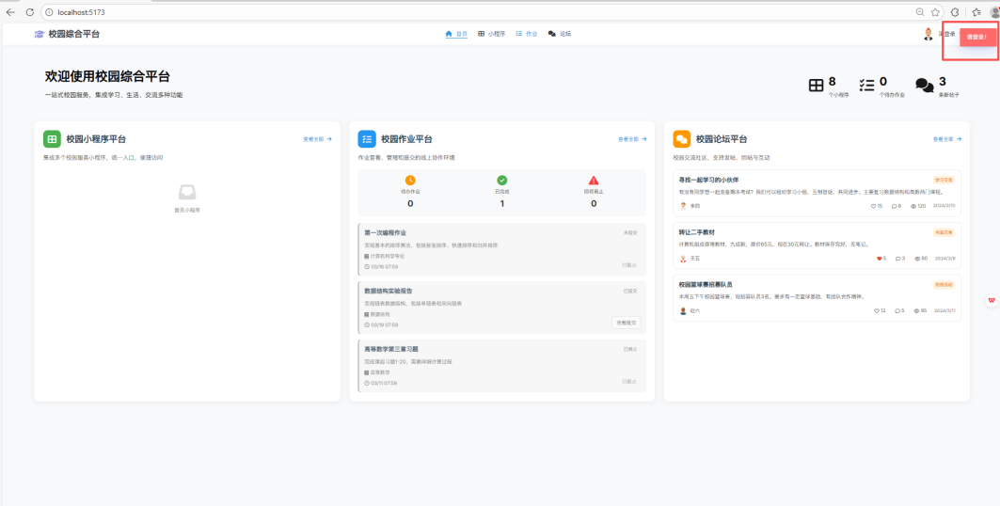 localhost:5173
校园综合平台
首页
小程序
作业
论坛
请登录
请登录!
欢迎使用校园综合平台
一站式校园服务，集成学习、生活、交流多种功能
8
个小程序
0
个待办作业
3
条新帖子
校园小程序平台
查看全部 →
集成多个校园服务小程序，统一入口，便捷访问
暂无小程序
校园作业平台
查看全部 →
作业查看、管理和提交的线上协作环境
待办作业
0
已完成
1
即将截止
0
第一次编程作业
未提交
实现基本的排序算法，包括冒泡排序、快速排序和归并排序
计算机科学导论
03/16 07:59
已截止
数据结构实验报告
已提交
实现链表数据结构，包括单链表和双向链表
数据结构
03/19 07:59
查看提交
高等数学第三章习题
已截止
完成课后习题1-20，需要详细计算过程
高等数学
03/11 07:59
已截止
校园论坛平台
查看全部 →
校园交流社区，支持发帖、回帖与互动
寻找一起学习的小伙伴
学习交流
有没有同学想一起准备期末考试？我们可以组织学习小组，互相督促，共同进步。主要复习数据结构和离散两门课程。
李四
15
8
120
2024/3/10
转让二手教材
闲置交易
计算机组成原理教材，九成新，原价65元，现在30元转让。教材保存完好，无笔记。
王五
5
3
80
2024/3/9
校园篮球赛招募队员
校园活动
本周五下午校园篮球赛，现招募队员3名。要求有一定篮球基础，有团队合作精神。
赵六
12
5
95
2024/3/11